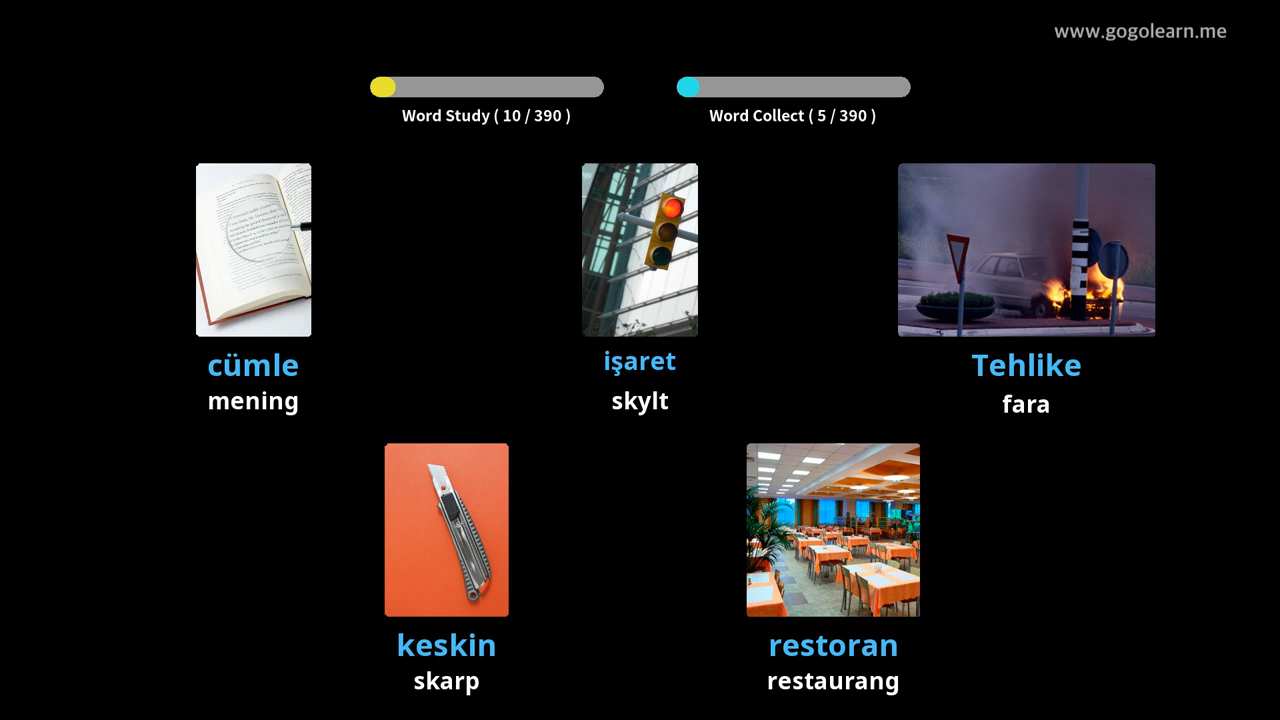 www.gogolearn.me
Word Study ( 10 / 390 )
Word Collect ( 5 / 390 )
cümle
mening
işaret
skylt
Tehlike
fara
keskin
skarp
restoran
restaurang